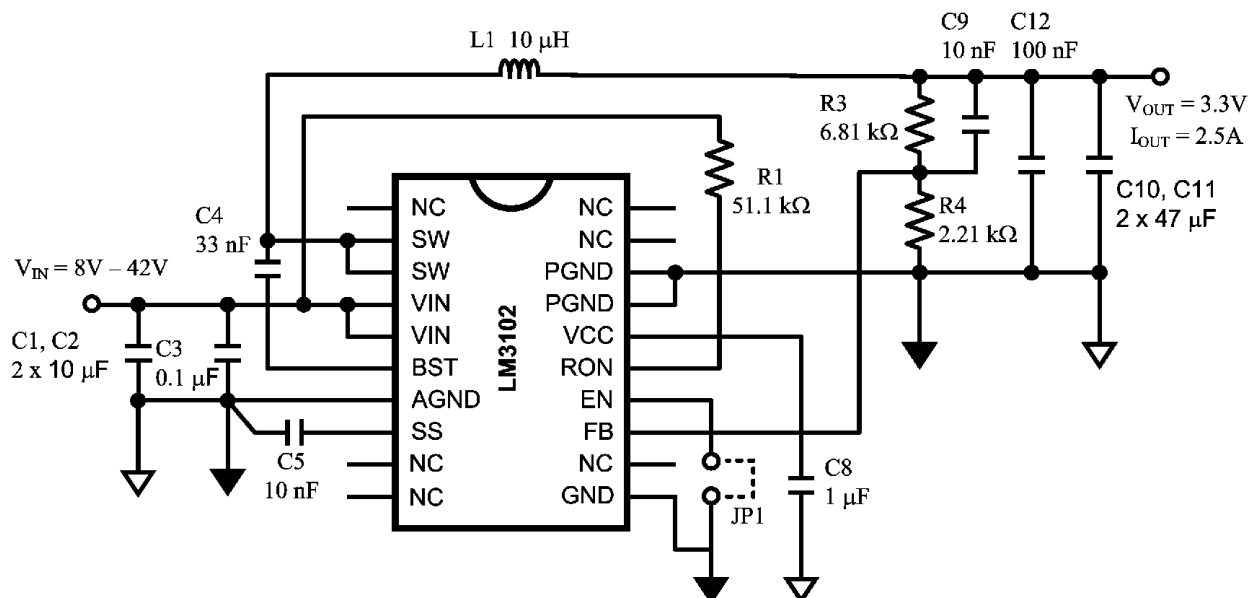 L1 10 μH
C9
10 nF
C12
100 nF
R3
6.81 kΩ
V_OUT = 3.3V
I_OUT = 2.5A
R1
51.1 kΩ
C10, C11
2 x 47 μF
R4
2.21 kΩ
C4
33 nF
V_IN = 8V – 42V
C1, C2
2 x 10 μF
C3
0.1 μF
C5
10 nF
NC
SW
SW
VIN
VIN
BST
AGND
SS
NC
NC
LM3102
NC
NC
PGND
PGND
VCC
RON
EN
FB
NC
GND
JP1
C8
1 μF